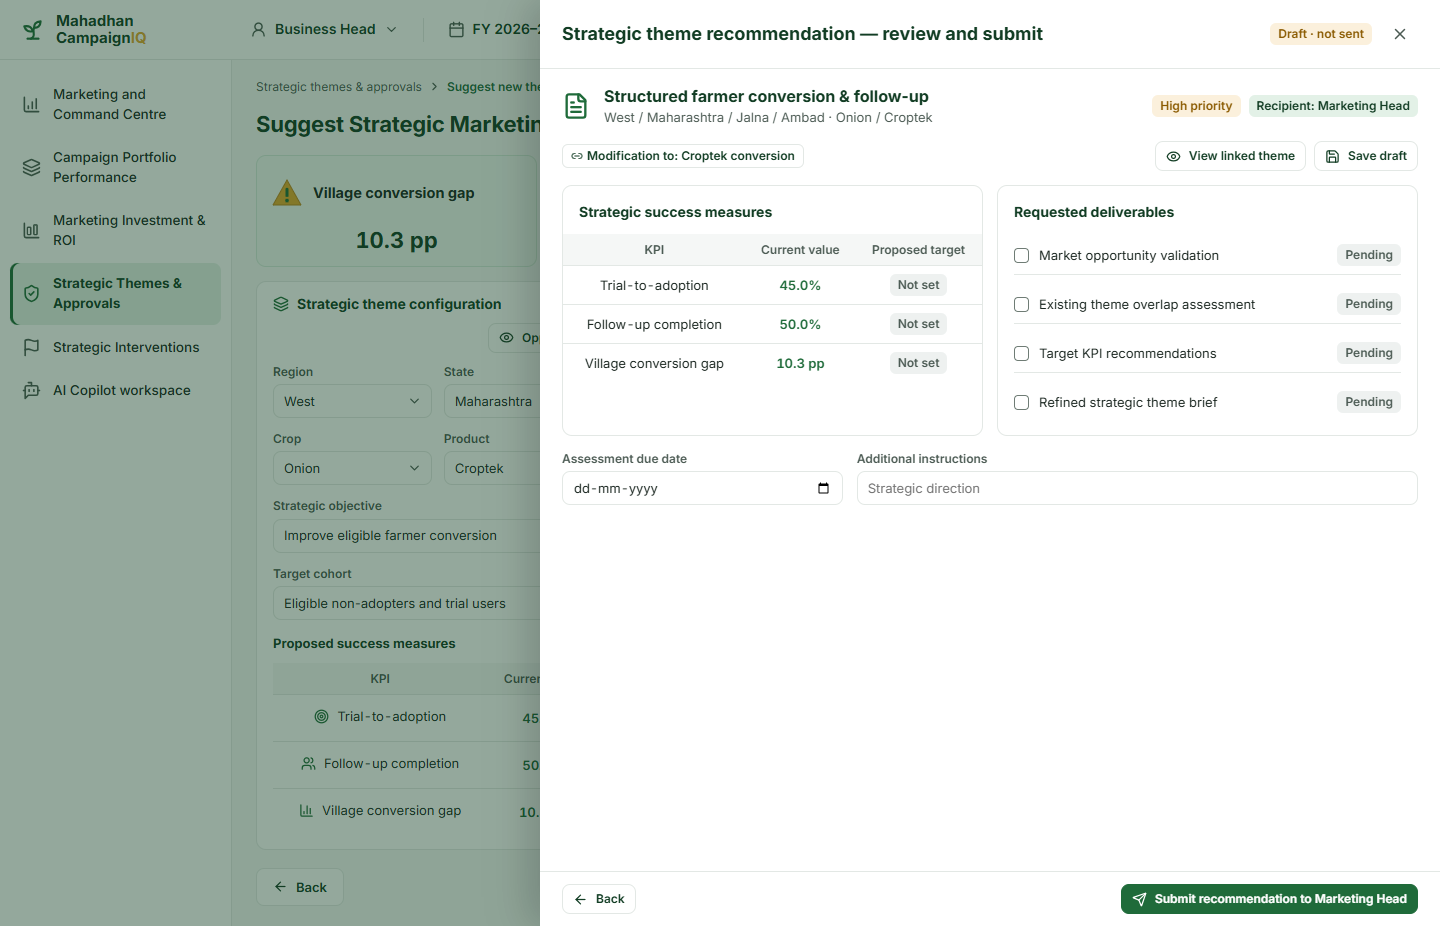 Mahadhan
CampaignIQ
Business Head
FY 2026–2
Marketing and
Command Centre
Campaign Portfolio
Performance
Marketing Investment &
ROI
Strategic Themes &
Approvals
Strategic Interventions
AI Copilot workspace
Strategic themes & approvals
Suggest new the
Suggest Strategic Marketin
Village conversion gap
10.3 pp
Strategic theme configuration
Op
Region
State
West
Maharashtra
Crop
Product
Onion
Croptek
Strategic objective
Improve eligible farmer conversion
Target cohort
Eligible non-adopters and trial users
Proposed success measures
KPI
Curren
Trial-to-adoption
45
Follow-up completion
50
Village conversion gap
10.
Back
Strategic theme recommendation — review and submit
Draft · not sent
Structured farmer conversion & follow-up
West / Maharashtra / Jalna / Ambad · Onion / Croptek
High priority
Recipient: Marketing Head
Modification to: Croptek conversion
View linked theme
Save draft
Strategic success measures
KPI
Current value
Proposed target
Trial-to-adoption
45.0%
Not set
Follow-up completion
50.0%
Not set
Village conversion gap
10.3 pp
Not set
Requested deliverables
Market opportunity validation
Pending
Existing theme overlap assessment
Pending
Target KPI recommendations
Pending
Refined strategic theme brief
Pending
Assessment due date
dd-mm-yyyy
Additional instructions
Strategic direction
Back
Submit recommendation to Marketing Head